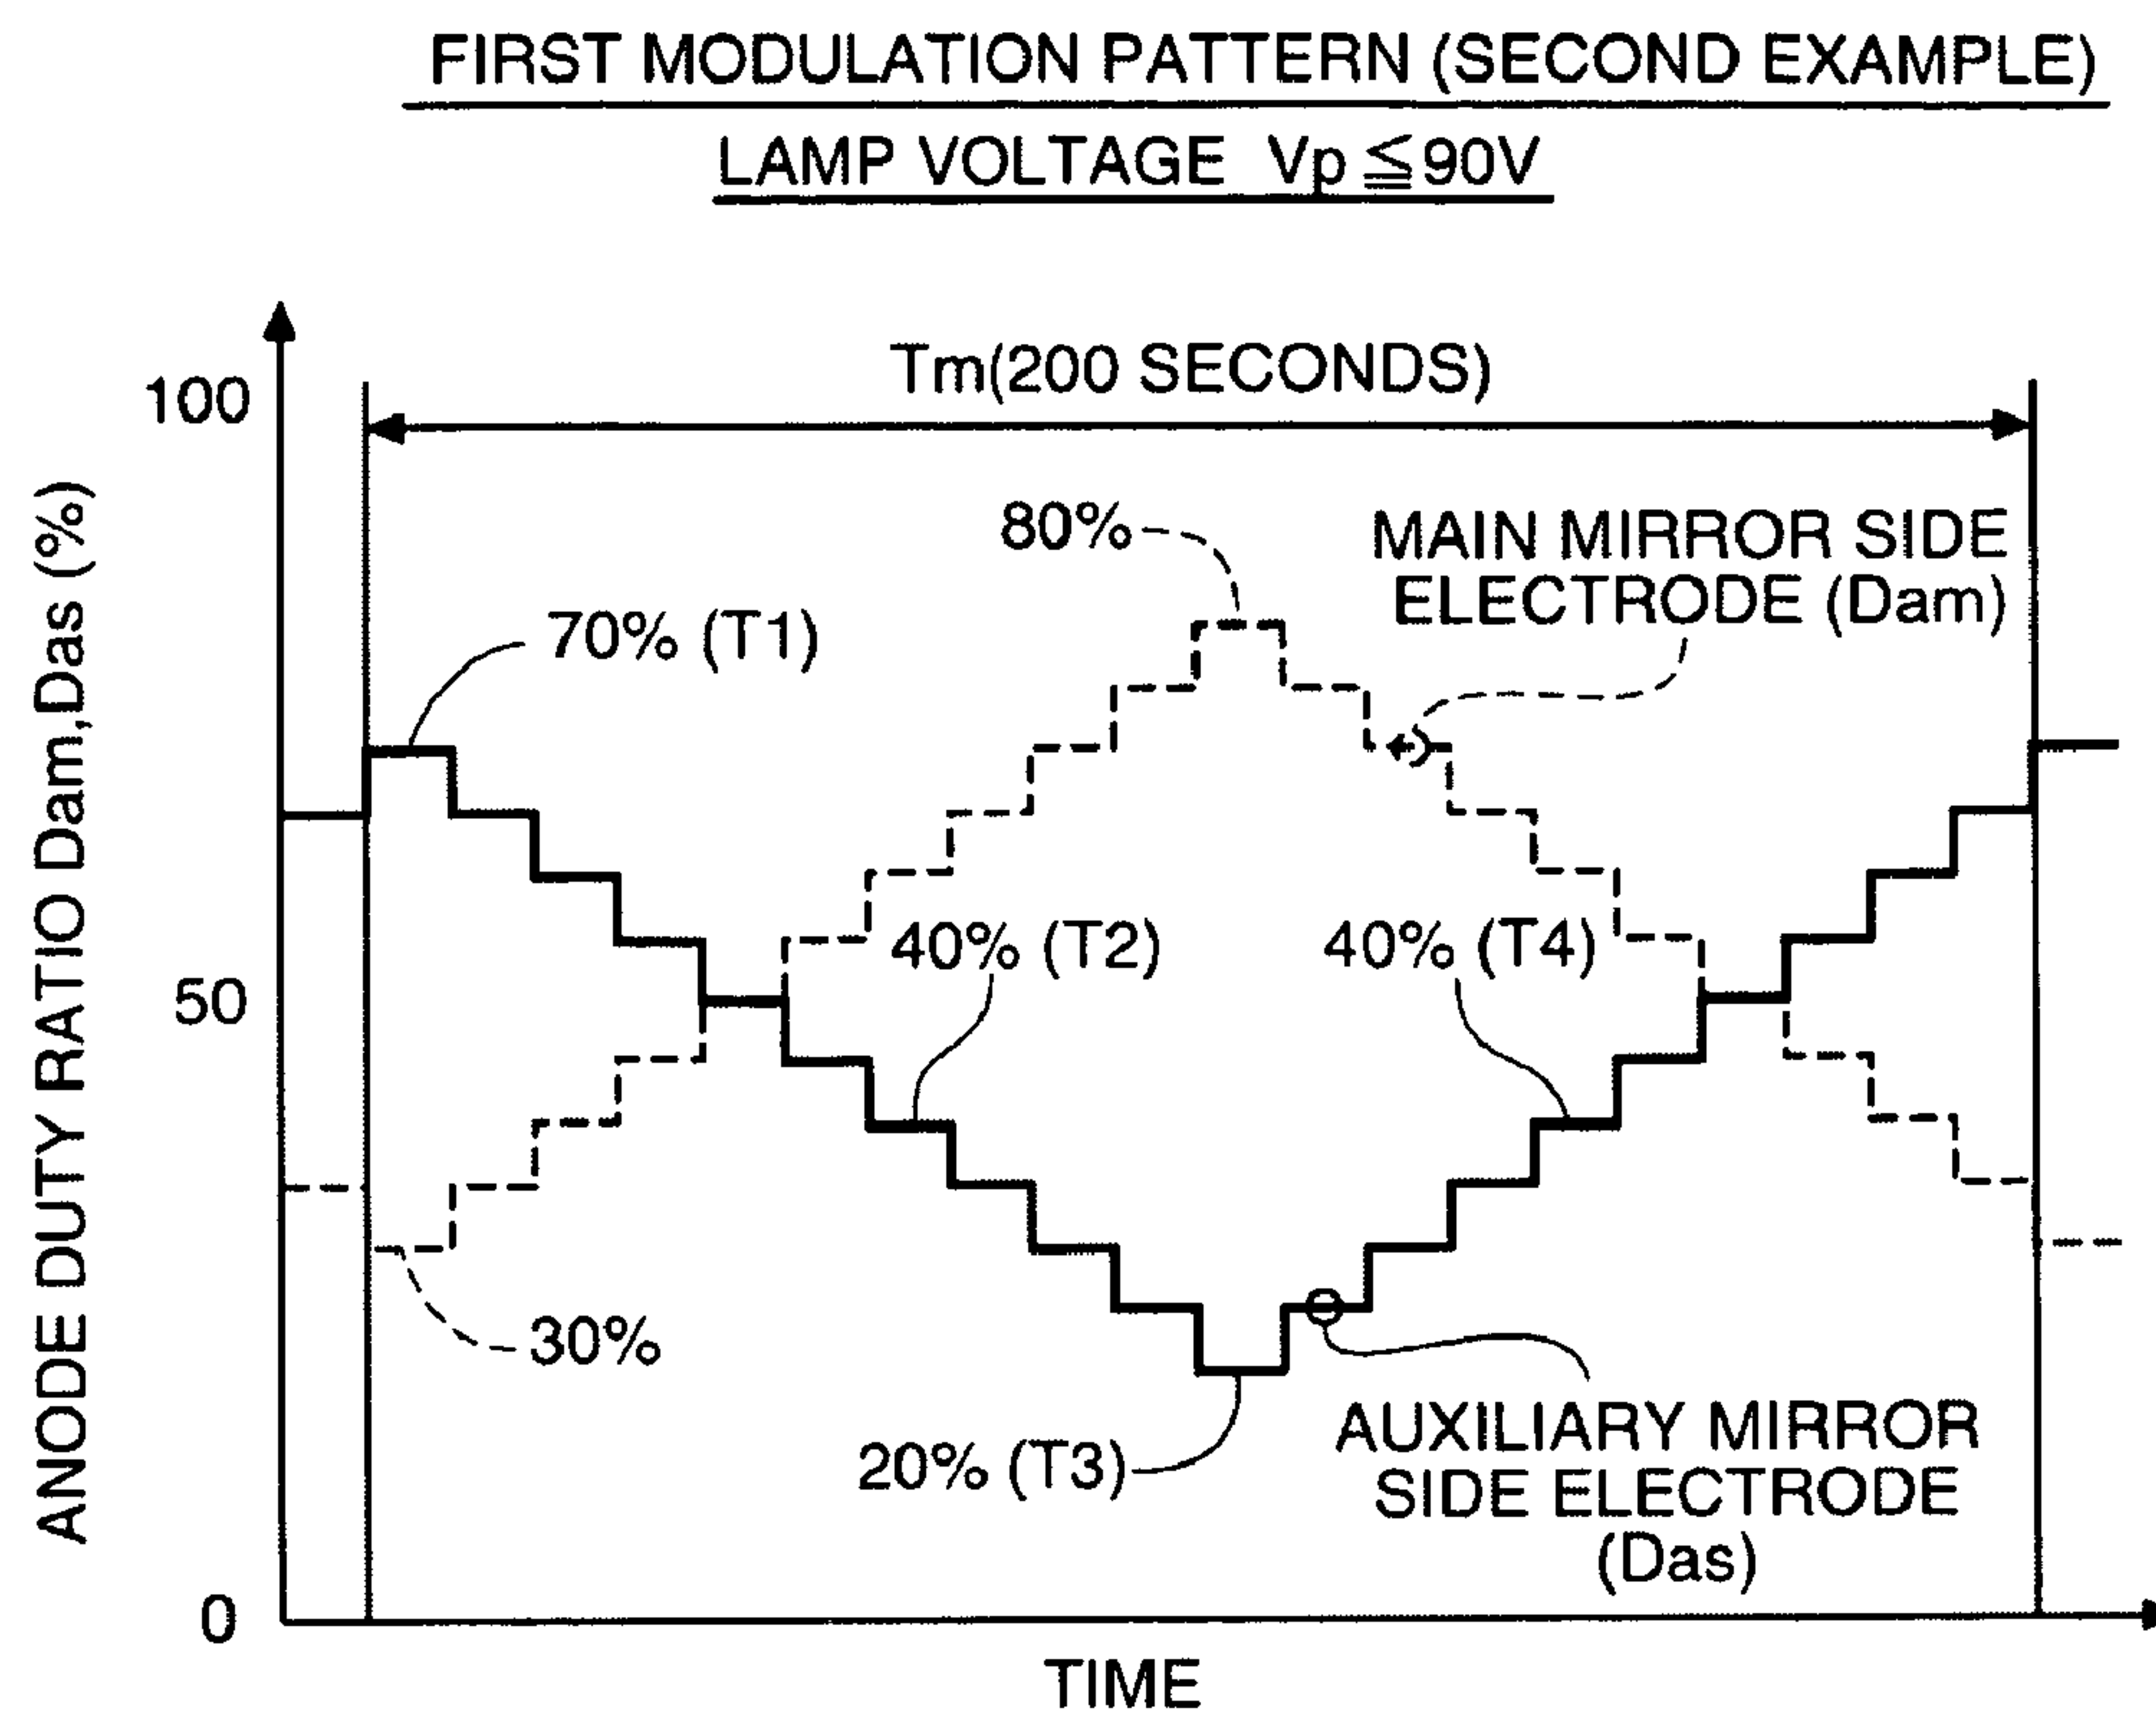 FIRST MODULATION PATTERN (SECOND EXAMPLE)
LAMP VOLTAGE Vp ≦90V
Tm(200 SECONDS)
100
80%
MAIN MIRROR SIDE
ELECTRODE (Dam)
70% (T1)
40% (T2)
40% (T4)
50
ANODE DUTY RATIO Dam,Das (%)
30%
20% (T3)
AUXILIARY MIRROR
SIDE ELECTRODE
(Das)
0
TIME